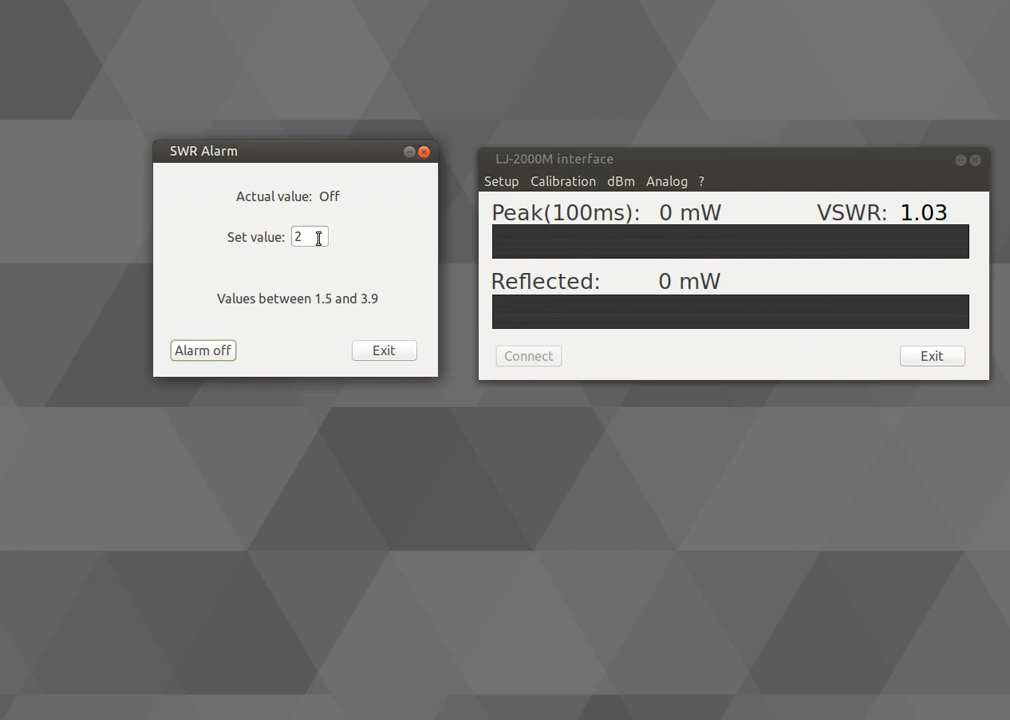 SWR Alarm
Actual value: Off
Set value: 2
Values between 1.5 and 3.9
Alarm off
Exit
LJ-2000M interface
Setup Calibration dBm Analog ?
Peak(100ms): 0 mW VSWR: 1.03
Reflected: 0 mW
Connect
Exit